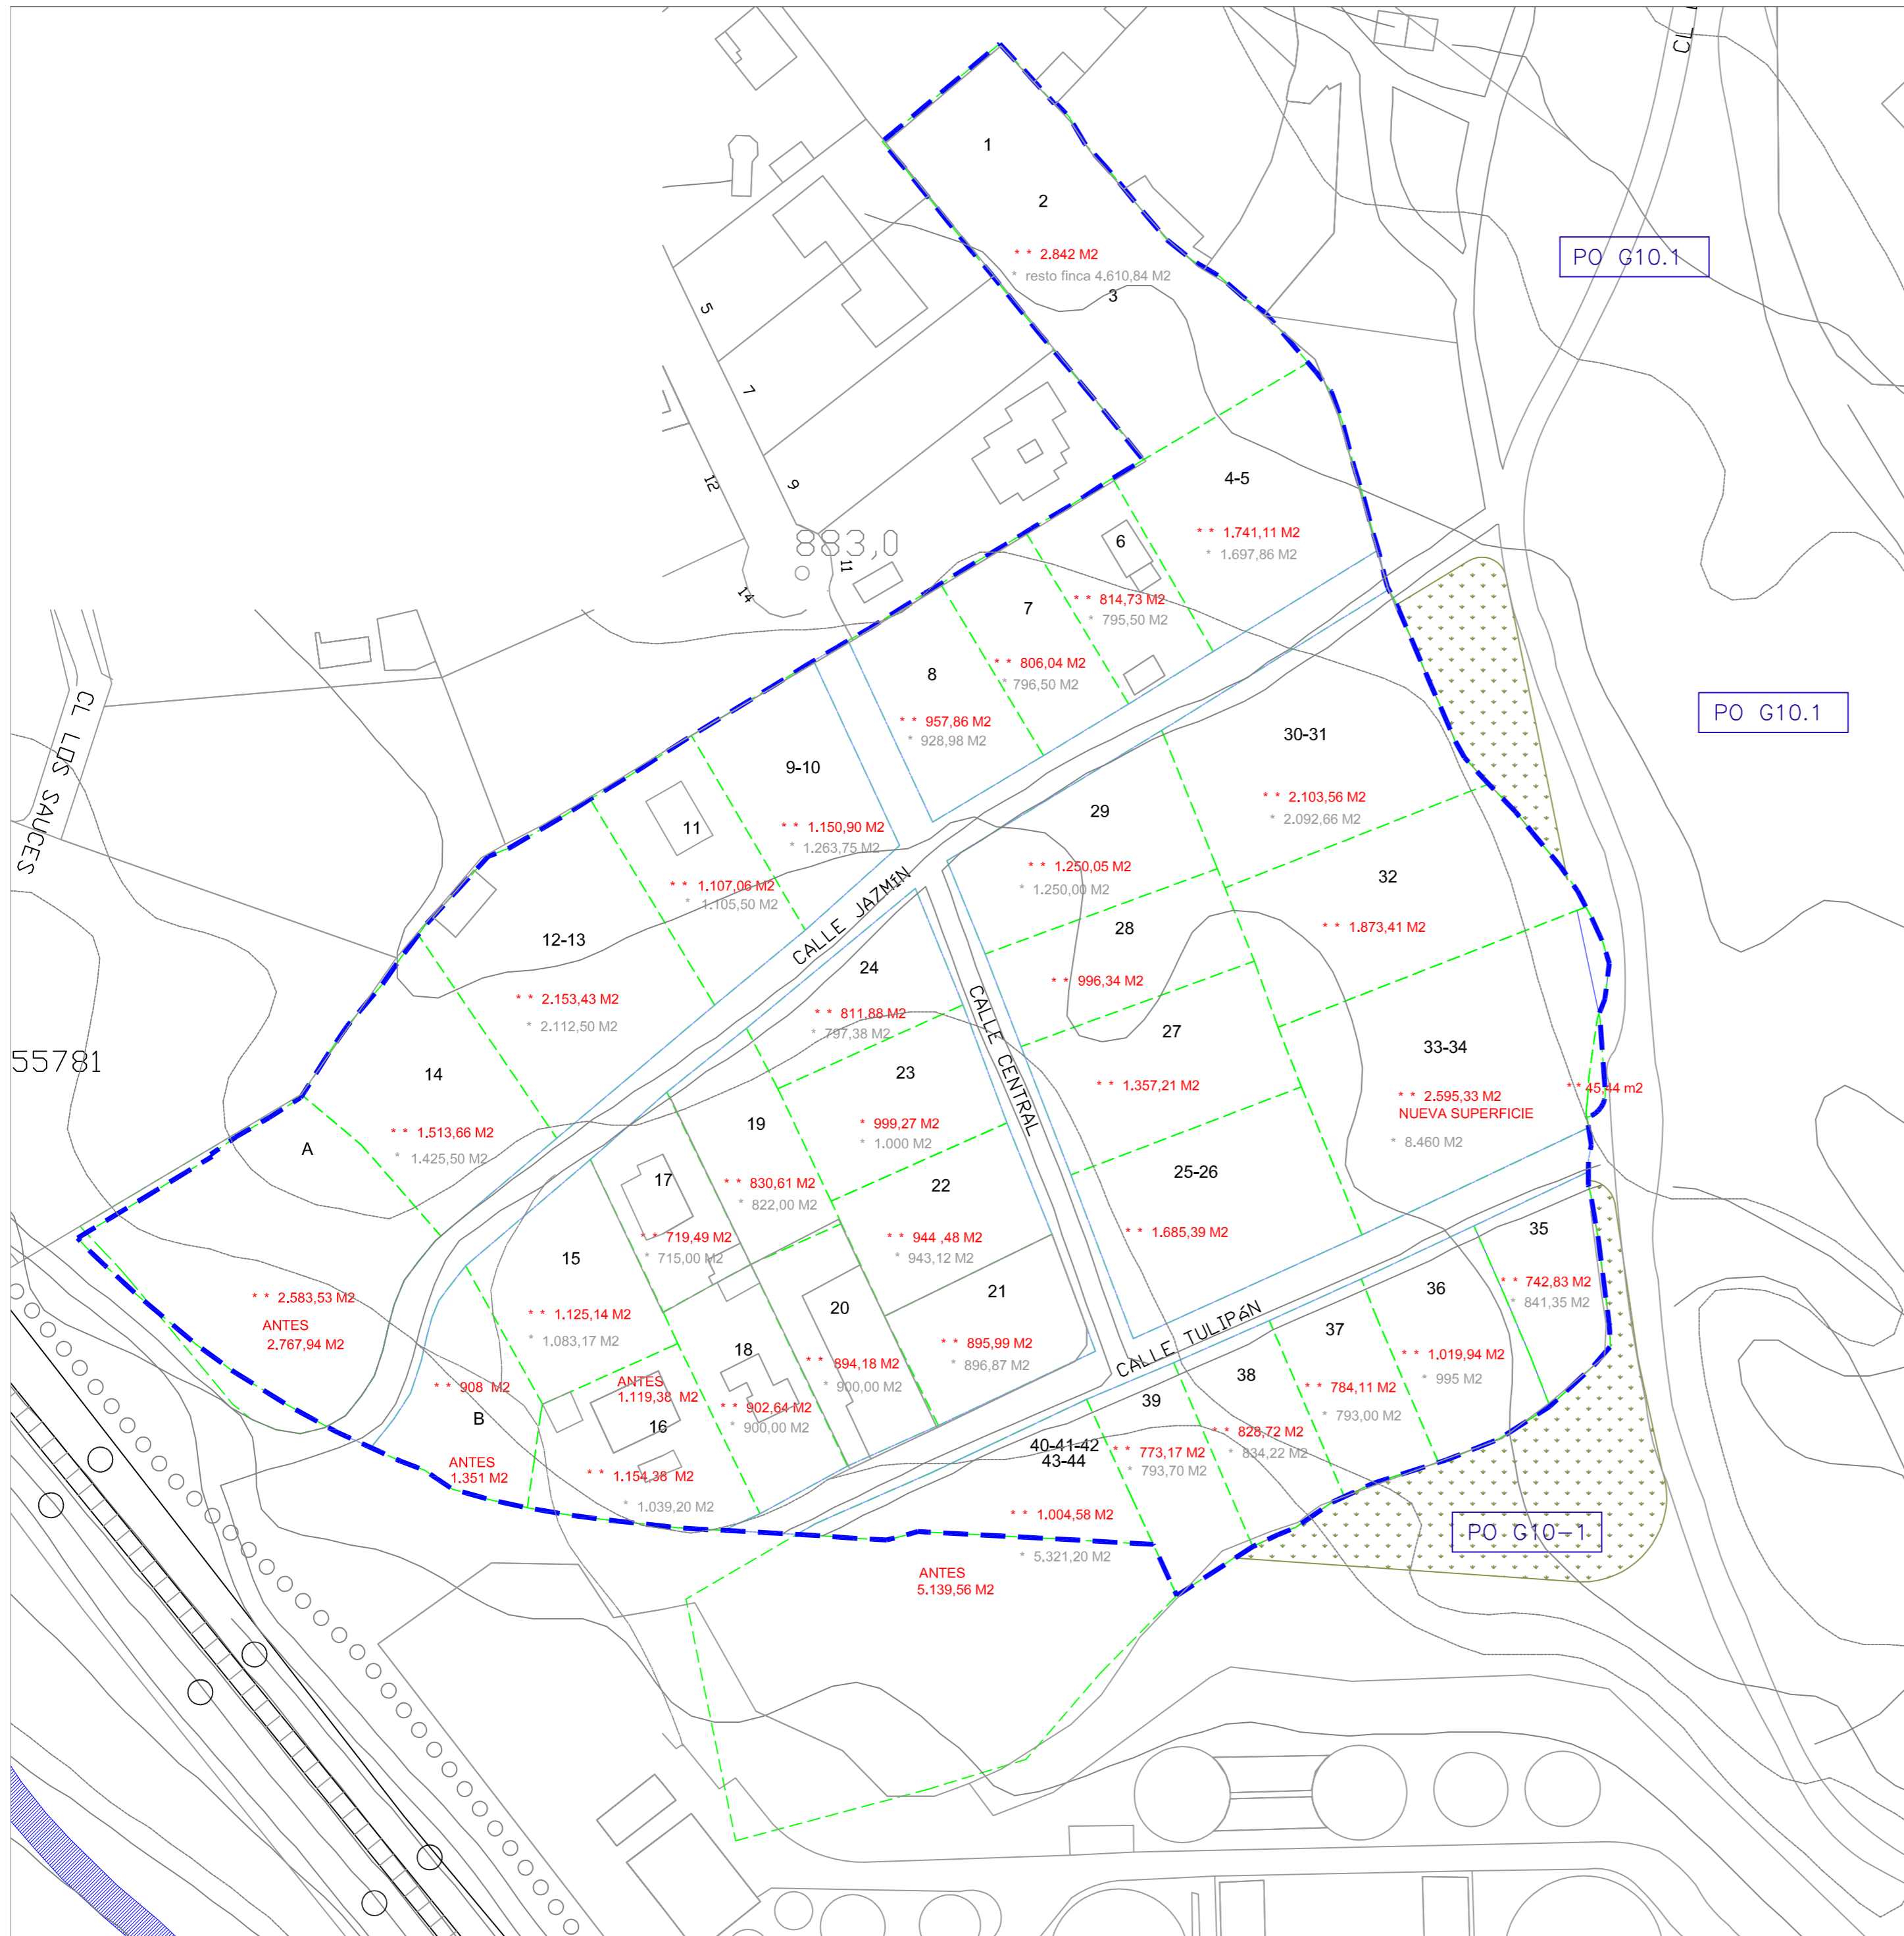 CL
1
2
* * 2.842 M2
* resto finca 4.610,84 M2
3
PO G10.1
5
7
9
11
12
14
883,0
4-5
* * 1.741,11 M2
* 1.697,86 M2
6
* * 814,73 M2
* 795,50 M2
7
* * 806,04 M2
* 796,50 M2
8
* * 957,86 M2
* 928,98 M2
PO G10.1
CL LOS SAUCES
9-10
* * 1.150,90 M2
* 1.263,75 M2
11
* * 1.107,06 M2
* 1.105,50 M2
12-13
* * 2.153,43 M2
* 2.112,50 M2
14
* * 1.513,66 M2
* 1.425,50 M2
55781
CALLE JAZMÍN
30-31
* * 2.103,56 M2
* 2.092,66 M2
29
* * 1.250,05 M2
* 1.250,00 M2
32
* * 1.873,41 M2
28
* * 996,34 M2
27
* * 1.357,21 M2
33-34
* * 2.595,33 M2
NUEVA SUPERFICIE
* 8.460 M2
* * 45,44 m2
25-26
* * 1.685,39 M2
CALLE CENTRAL
24
* * 811,88 M2
* 797,38 M2
23
* * 999,27 M2
* 1.000 M2
22
* * 944 ,48 M2
* 943,12 M2
21
* * 895,99 M2
* 896,87 M2
19
* * 830,61 M2
* 822,00 M2
17
* * 719,49 M2
* 715,00 M2
20
* * 894,18 M2
* 900,00 M2
18
* * 902,64 M2
* 900,00 M2
15
* * 1.125,14 M2
* 1.083,17 M2
ANTES
1.119,38 M2
16
* * 1.154,38 M2
* 1.039,20 M2
A
* * 2.583,53 M2
ANTES
2.767,94 M2
* * 908 M2
B
ANTES
1.351 M2
CALLE TULIPÁN
35
* * 742,83 M2
* 841,35 M2
36
* * 1.019,94 M2
* 995 M2
37
* * 784,11 M2
* 793,00 M2
38
* * 828,72 M2
* 834,22 M2
39
* * 773,17 M2
* 793,70 M2
40-41-42
43-44
* * 1.004,58 M2
* 5.321,20 M2
ANTES
5.139,56 M2
PO G10-1